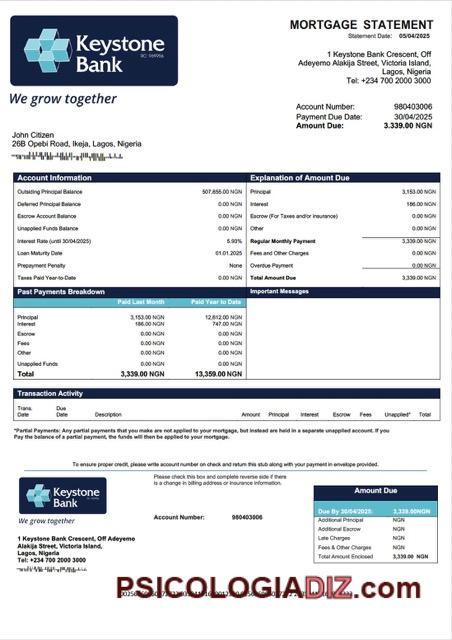 Keystone
Bank
RC: 969956
We grow together
MORTGAGE STATEMENT
Statement Date: 05/04/2025
1 Keystone Bank Crescent, Off
Adeyemo Alakija Street, Victoria Island,
Lagos, Nigeria
Tel: +234 700 2000 3000
Account Number: 980403006
Payment Due Date: 30/04/2025
Amount Due: 3.339.00 NGN
John Citizen
26B Opebi Road, Ikeja, Lagos, Nigeria
Account Information
Outsiding Principal Balance 507,655.00 NGN
Deferred Principal Balance 0.00 NGN
Escrow Account Balance 0.00 NGN
Unapplied Funds Balance 0.00 NGN
Interest Rate (until 30/04/2025) 5.93%
Loan Maturity Date 01.01.2025
Prepayment Penalty None
Taxes Paid Year-to-Date 0.00 NGN
Explanation of Amount Due
Principal 3,153.00 NGN
Interest 186.00 NGN
Escrow (For Taxes and/or insurance) 0.00 NGN
Other 0.00 NGN
Regular Monthly Payment 3,339.00 NGN
Fees and Other Charges 0.00 NGN
Overdue Payment 0.00 NGN
Total Amount Due 3,339.00 NGN
Past Payments Breakdown
Paid Last Month Paid Year to Date
Principal 3,153.00 NGN 12,612.00 NGN
Interest 186.00 NGN 747.00 NGN
Escrow 0.00 NGN 0.00 NGN
Fees 0.00 NGN 0.00 NGN
Other 0.00 NGN 0.00 NGN
Unapplied Funds 0.00 NGN 0.00 NGN
Total 3,339.00 NGN 13,359.00 NGN
Important Messages
Transaction Activity
Trans. Date Due Date Description Amount Principal Interest Escrow Fees Unapplied* Total
*Partial Payments: Any partial payments that you make are not applied to your mortgage, but instead are held in a separate unapplied account. If you
Pay the balance of a partial payment, the funds will then be applied to your mortgage.
To ensure proper credit, please write account number on check and return this stub along with your payment in envelope provided.
Keystone
Bank
We grow together
1 Keystone Bank Crescent, Off Adeyemo
Alakija Street, Victoria Island,
Lagos, Nigeria
Tel: +234 700 2000 3000
Please check this box and complete reverse side if there
is a change in billing address or insurance information.
Account Number: 980403006
Amount Due
Due By 30/04/2025: 3,339.00NGN
Additional Principal NGN
Additional Escrow NGN
Late Charges NGN
Fees & Other Charges NGN
Total Amount Enclosed 3,339.00 NGN
PSICOLOGIADIZ.com